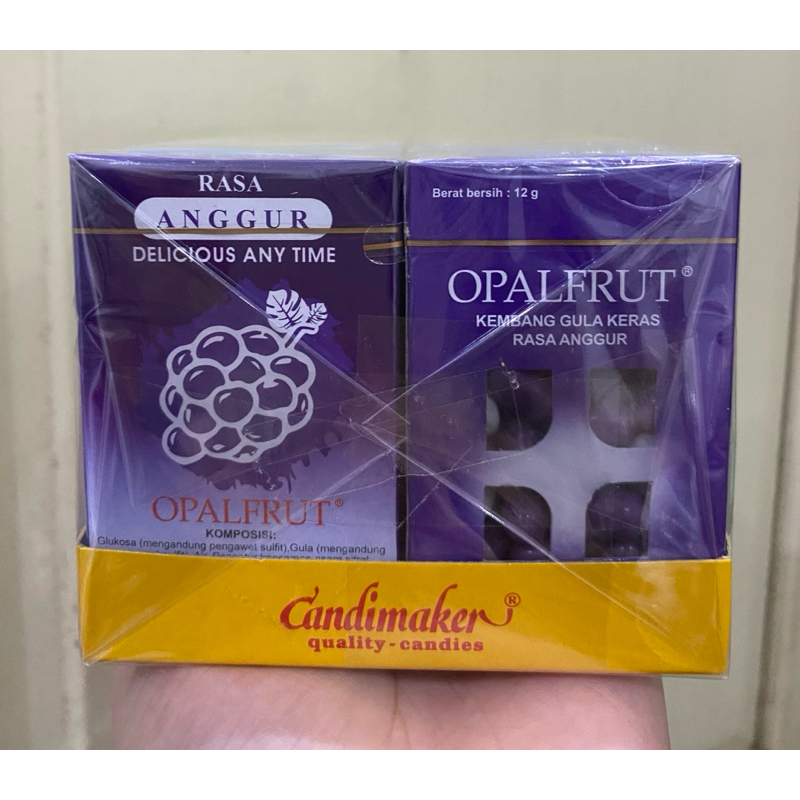 RASA
ANGGUR
DELICIOUS ANY TIME
OPALFRUT®
KOMPOSISI:
Glukosa (mengandung pengawet sulfit),Gula (mengandung
Berat bersih : 12 g
OPALFRUT®
KEMBANG GULA KERAS
RASA ANGGUR
Candimaker®
quality-candies